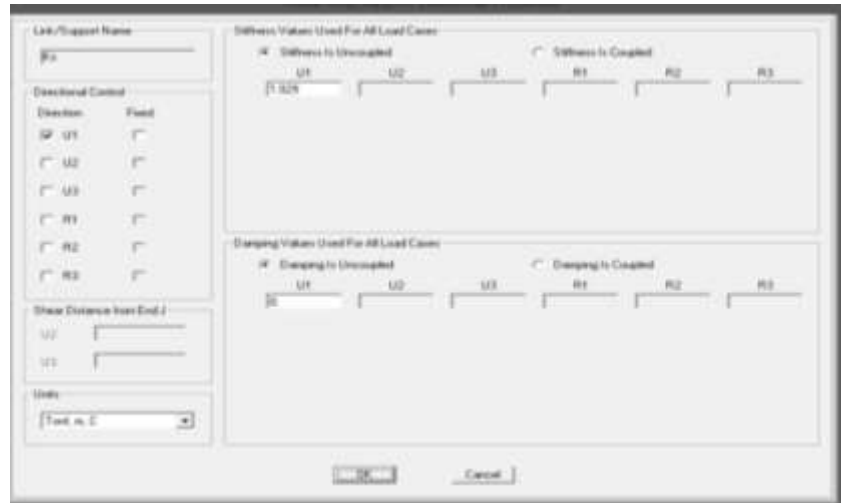 Link/Support Name
Directional Control
Direction Fixed
U1
U2
U3
R1
R2
R3
Shear Distance from End J
U2
U3
Units
Tonf, m, C
Stiffness Values Used For All Load Cases
Stiffness Is Uncoupled Stiffness Is Coupled
U1 U2 U3 R1 R2 R3
Damping Values Used For All Load Cases
Damping Is Uncoupled Damping Is Coupled
U1 U2 U3 R1 R2 R3
0
OK Cancel